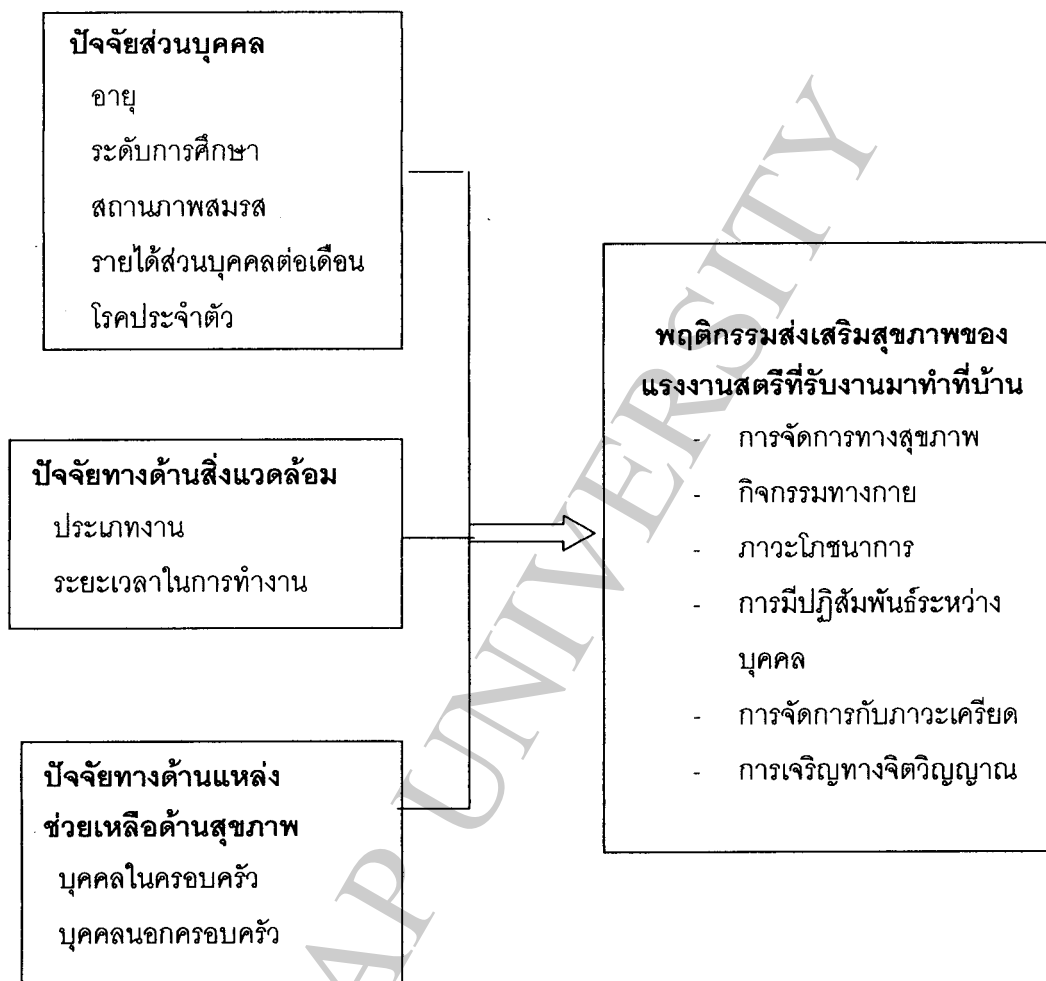 ปัจจัยส่วนบุคคล
อายุ
ระดับการศึกษา
สถานภาพสมรส
รายได้ส่วนบุคคลต่อเดือน
โรคประจำตัว
ปัจจัยทางด้านสิ่งแวดล้อม
ประเภทงาน
ระยะเวลาในการทำงาน
ปัจจัยทางด้านแหล่ง
ช่วยเหลือด้านสุขภาพ
บุคคลในครอบครัว
บุคคลนอกครอบครัว
พฤติกรรมส่งเสริมสุขภาพของ
แรงงานสตรีที่รับงานมาทำที่บ้าน
- การจัดการทางสุขภาพ
- กิจกรรมทางกาย
- ภาวะโภชนาการ
- การมีปฏิสัมพันธ์ระหว่าง
บุคคล
- การจัดการกับภาวะเครียด
- การเจริญทางจิตวิญญาณ
AP UNIVERSITY